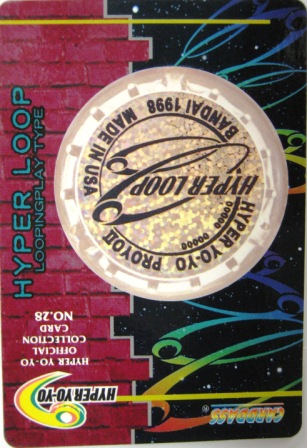 HYPER LOOP
LOOPINGPLAY TYPE
BANDAI 1998 MADE IN USA
HYPER LOOP
HYPER YO-YO PROYOII
HYPER YO-YO
OFFICIAL
CARD
COLLECTION
NO.28
HYPER YO-YO
CARDDASS®